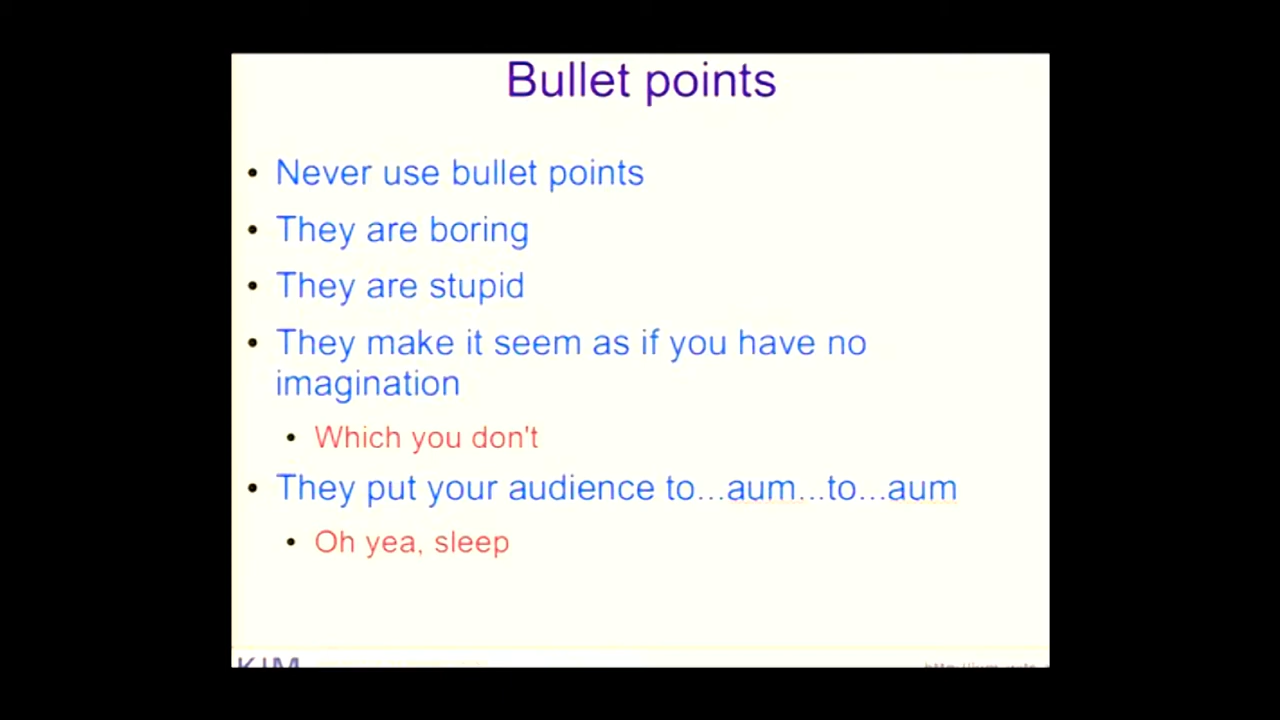 Bullet points
• Never use bullet points
• They are boring
• They are stupid
• They make it seem as if you have no
imagination
• Which you don't
• They put your audience to...aum...to...aum
• Oh yea, sleep